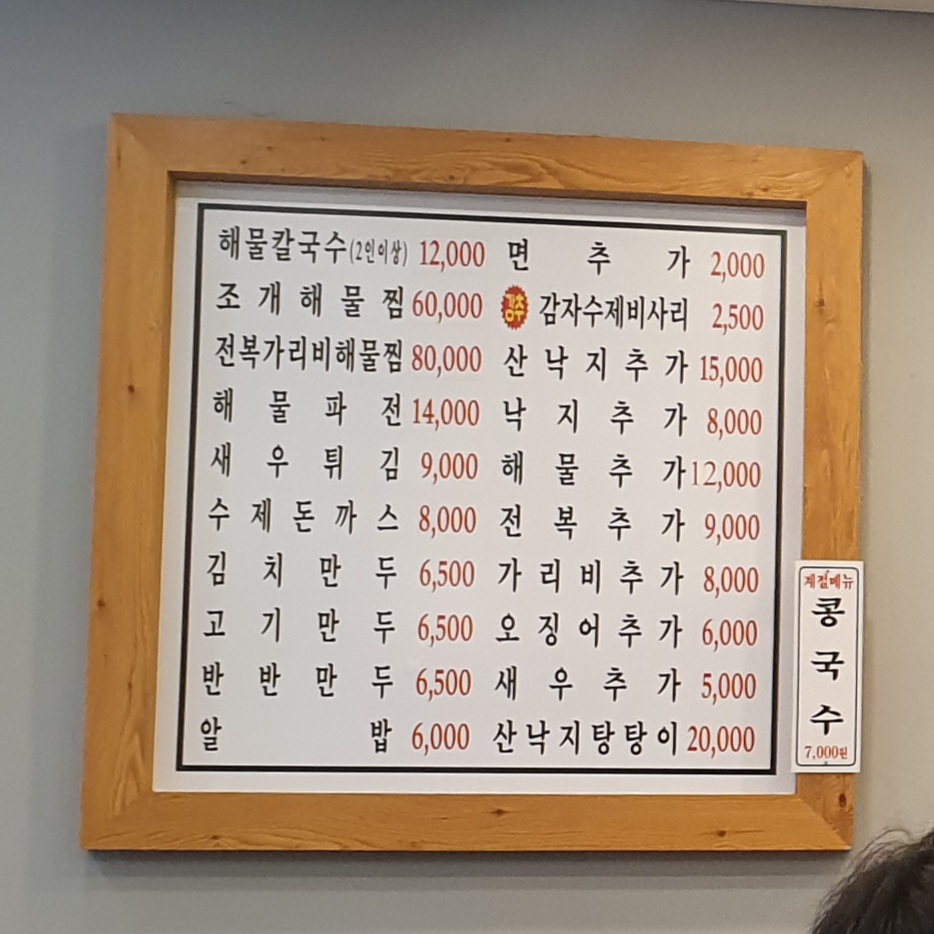 해물칼국수(2인이상) 12,000
조개해물찜 60,000
전복가리비해물찜 80,000
해물파전 14,000
새우튀김 9,000
수제돈까스 8,000
김치만두 6,500
고기만두 6,500
반반만두 6,500
알밥 6,000
면추가 2,000
강추 감자수제비사리 2,500
산낙지추가 15,000
낙지추가 8,000
해물추가 12,000
전복추가 9,000
가리비추가 8,000
오징어추가 6,000
새우추가 5,000
산낙지탕탕이 20,000
계절메뉴
콩국수
7,000원